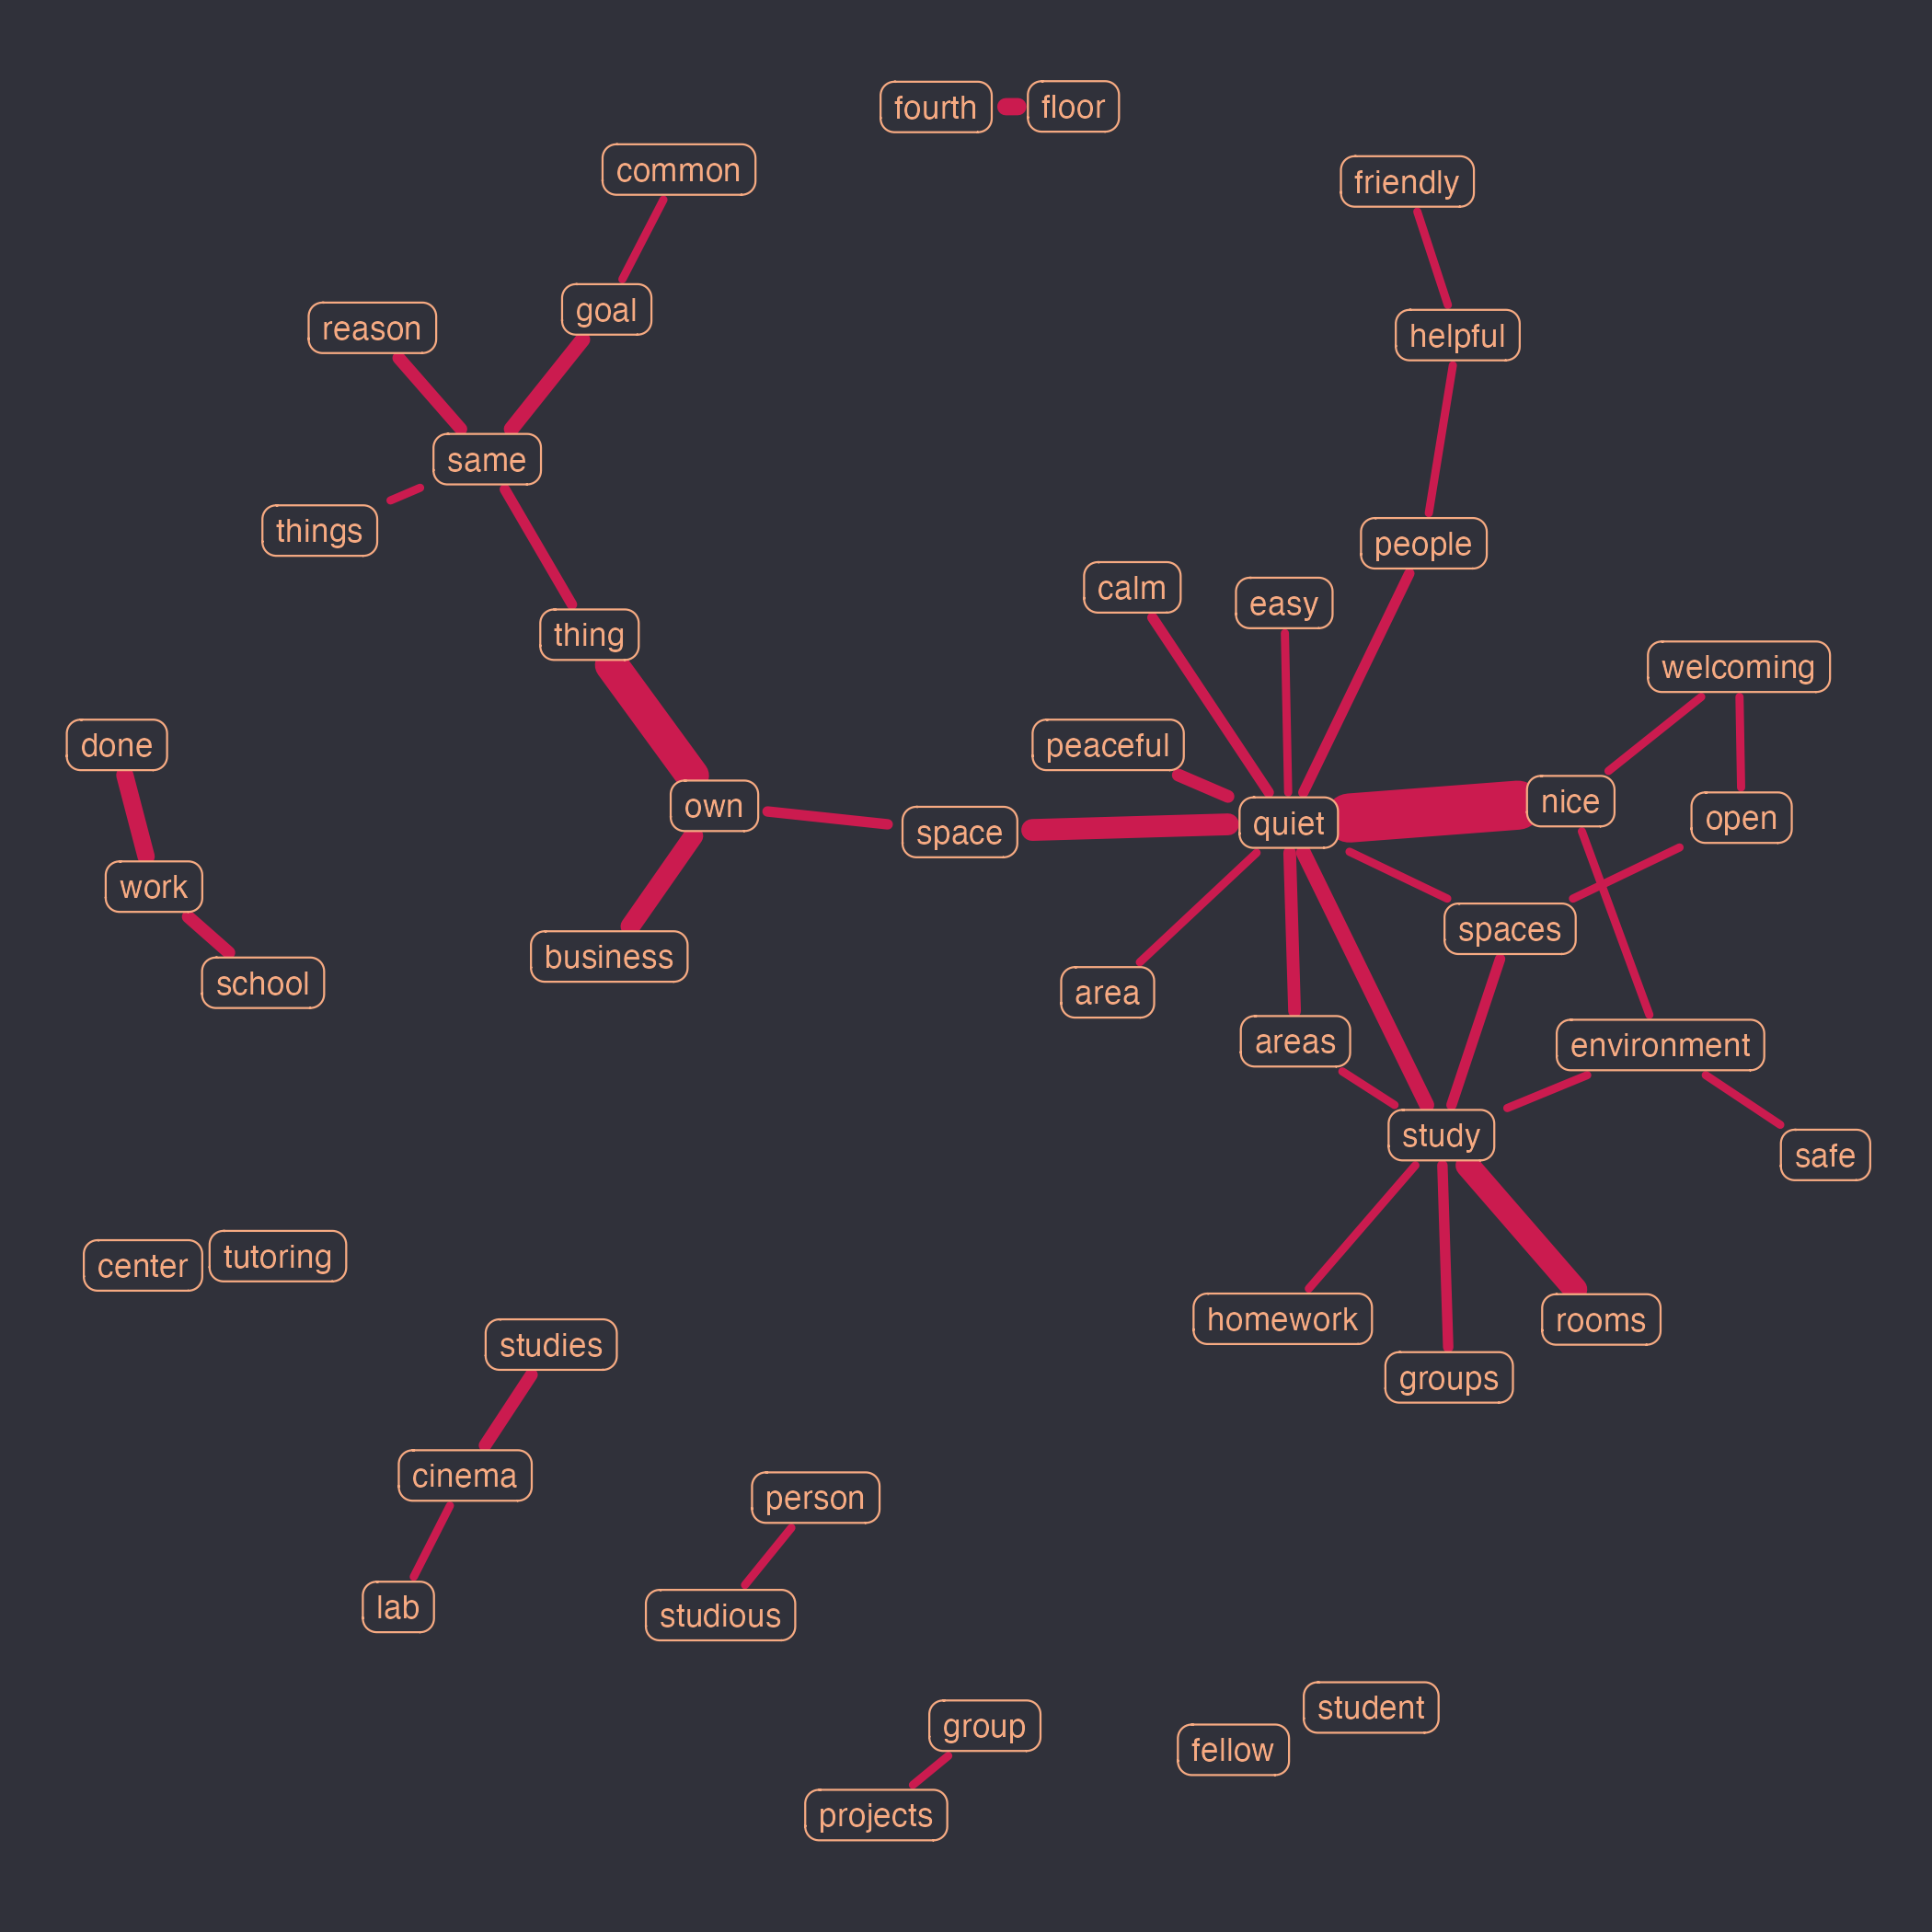 fourth
floor
common
friendly
goal
reason
helpful
same
things
people
calm
easy
thing
welcoming
done
peaceful
own
space
quiet
nice
open
work
business
spaces
school
area
areas
environment
study
safe
center
tutoring
homework
rooms
studies
groups
cinema
person
lab
studious
group
student
fellow
projects